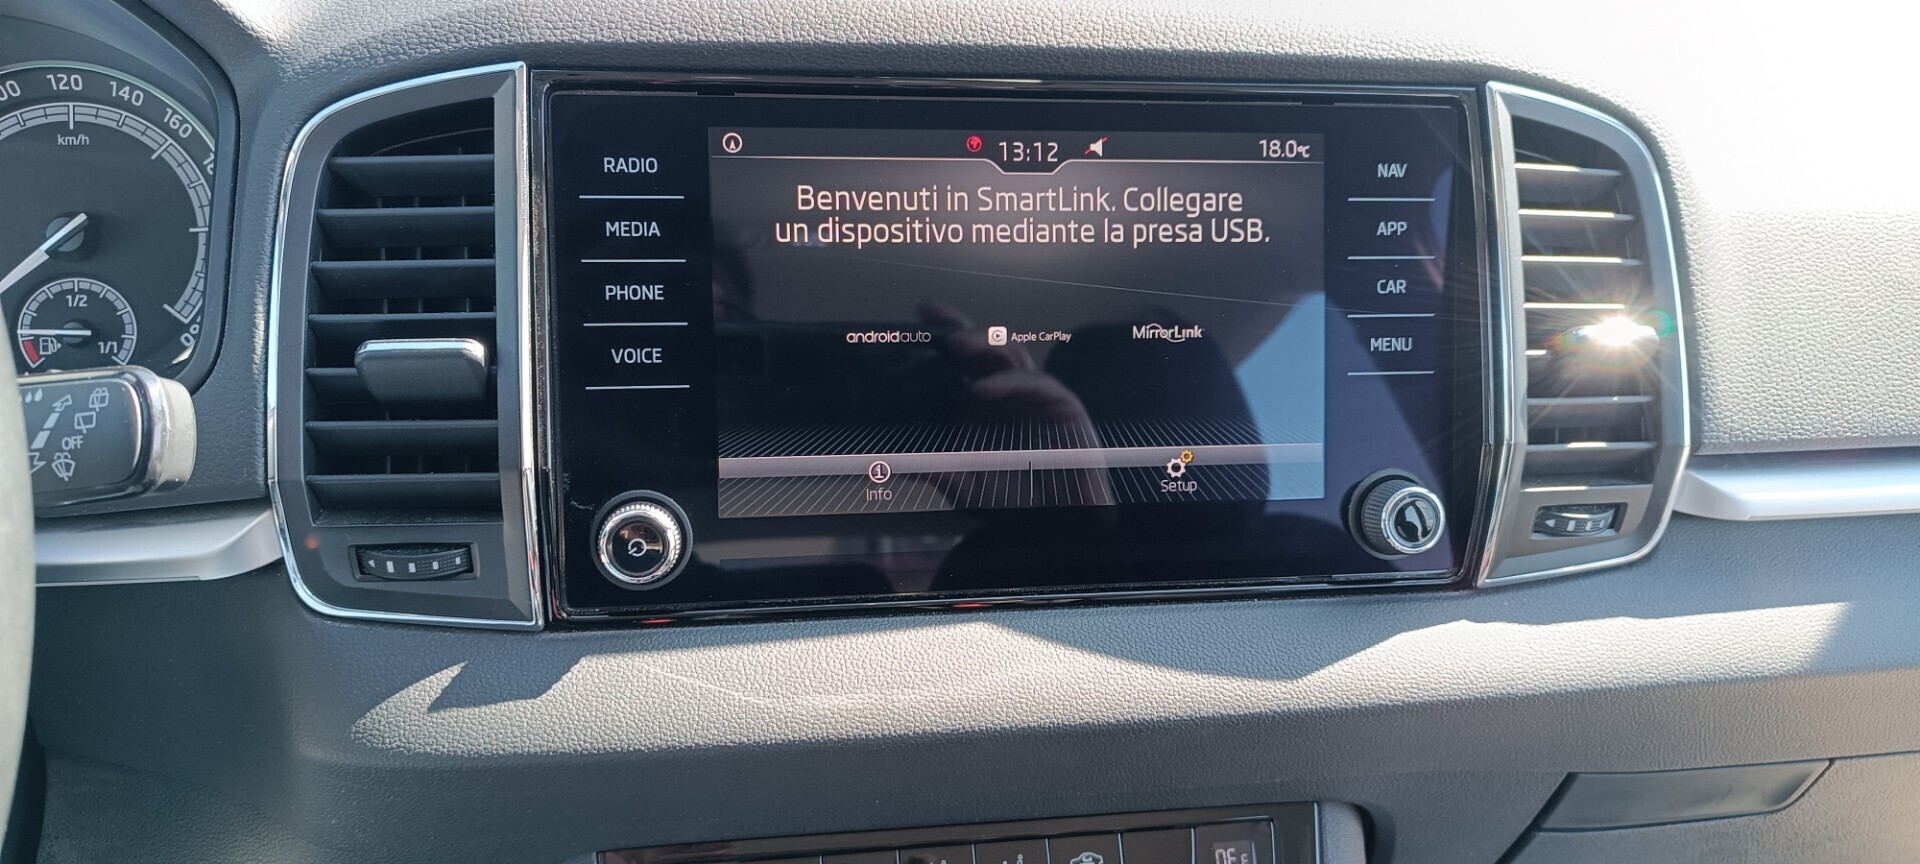 120
140
160
km/h
1/2
1/1
OFF
RADIO
MEDIA
PHONE
VOICE
13:12
18.0°C
Benvenuti in SmartLink. Collegare
un dispositivo mediante la presa USB.
androidauto
Apple CarPlay
MirrorLink
Info
Setup
NAV
APP
CAR
MENU